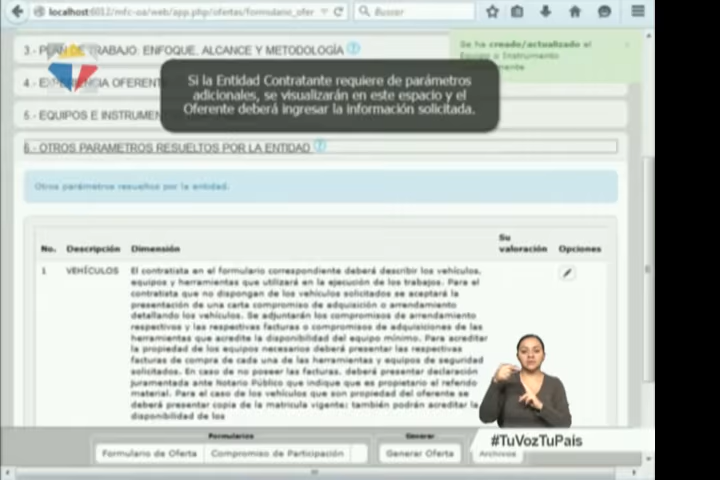 localhost:6012/mfc-oa/web/app.php/ofertas/formulario_ofer
Buscar
3.- PLAN DE TRABAJO: ENFOQUE, ALCANCE Y METODOLOGÍA
Se ha creado/actualizado el
Equipo o Instrumento
4.- EXPERIENCIA OFERENTE
Si la Entidad Contratante requiere de parámetros
adicionales, se visualizarán en este espacio y el
Oferente deberá ingresar la información solicitada.
5.- EQUIPOS E INSTRUMEN
6.- OTROS PARAMETROS RESUELTOS POR LA ENTIDAD
Otros parámetros resueltos por la entidad.
No. Descripción Dimensión Su valoración Opciones
1 VEHÍCULOS El contratista en el formulario correspondiente deberá describir los vehículos,
equipos y herramientas que utilizará en la ejecución de los trabajos. Para el
contratista que no dispongan de los vehículos solicitados se aceptará la
presentación de una carta compromiso de adquisición o arrendamiento
detallando los vehículos. Se adjuntarán los compromisos de arrendamiento
respectivos y las respectivas facturas o compromisos de adquisiciones de las
herramientas que acredite la disponibilidad del equipo mínimo. Para acreditar
la propiedad de los equipos necesarios deberá presentar las respectivas
facturas de compra de cada una de las herramientas y equipos de seguridad
solicitados. En caso de no poseer las facturas, deberá presentar declaración
juramentada ante Notario Público que indique que es propietario el referido
material. Para el caso de los vehículos que son propiedad del oferente se
deberá presentar copia de la matricula vigente; también podrán acreditar la
disponibilidad de los
#TuVozTuPaís
Formularios Generar
Formulario de Oferta Compromiso de Participación Generar Oferta Archivos